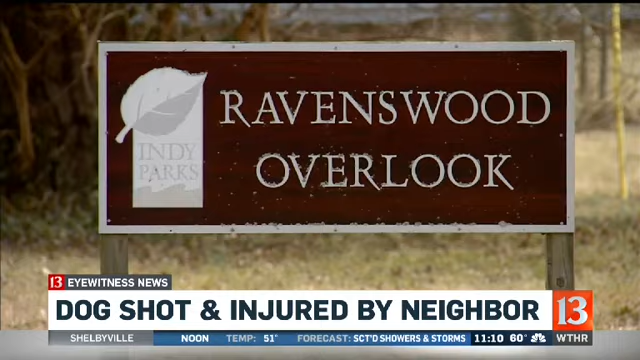 RAVENSWOOD
OVERLOOK
INDY
PARKS
13 EYEWITNESS NEWS
DOG SHOT & INJURED BY NEIGHBOR
13
SHELBYVILLE NOON TEMP: 51° FORECAST: SCT'D SHOWERS & STORMS 11:10 60° WTHR